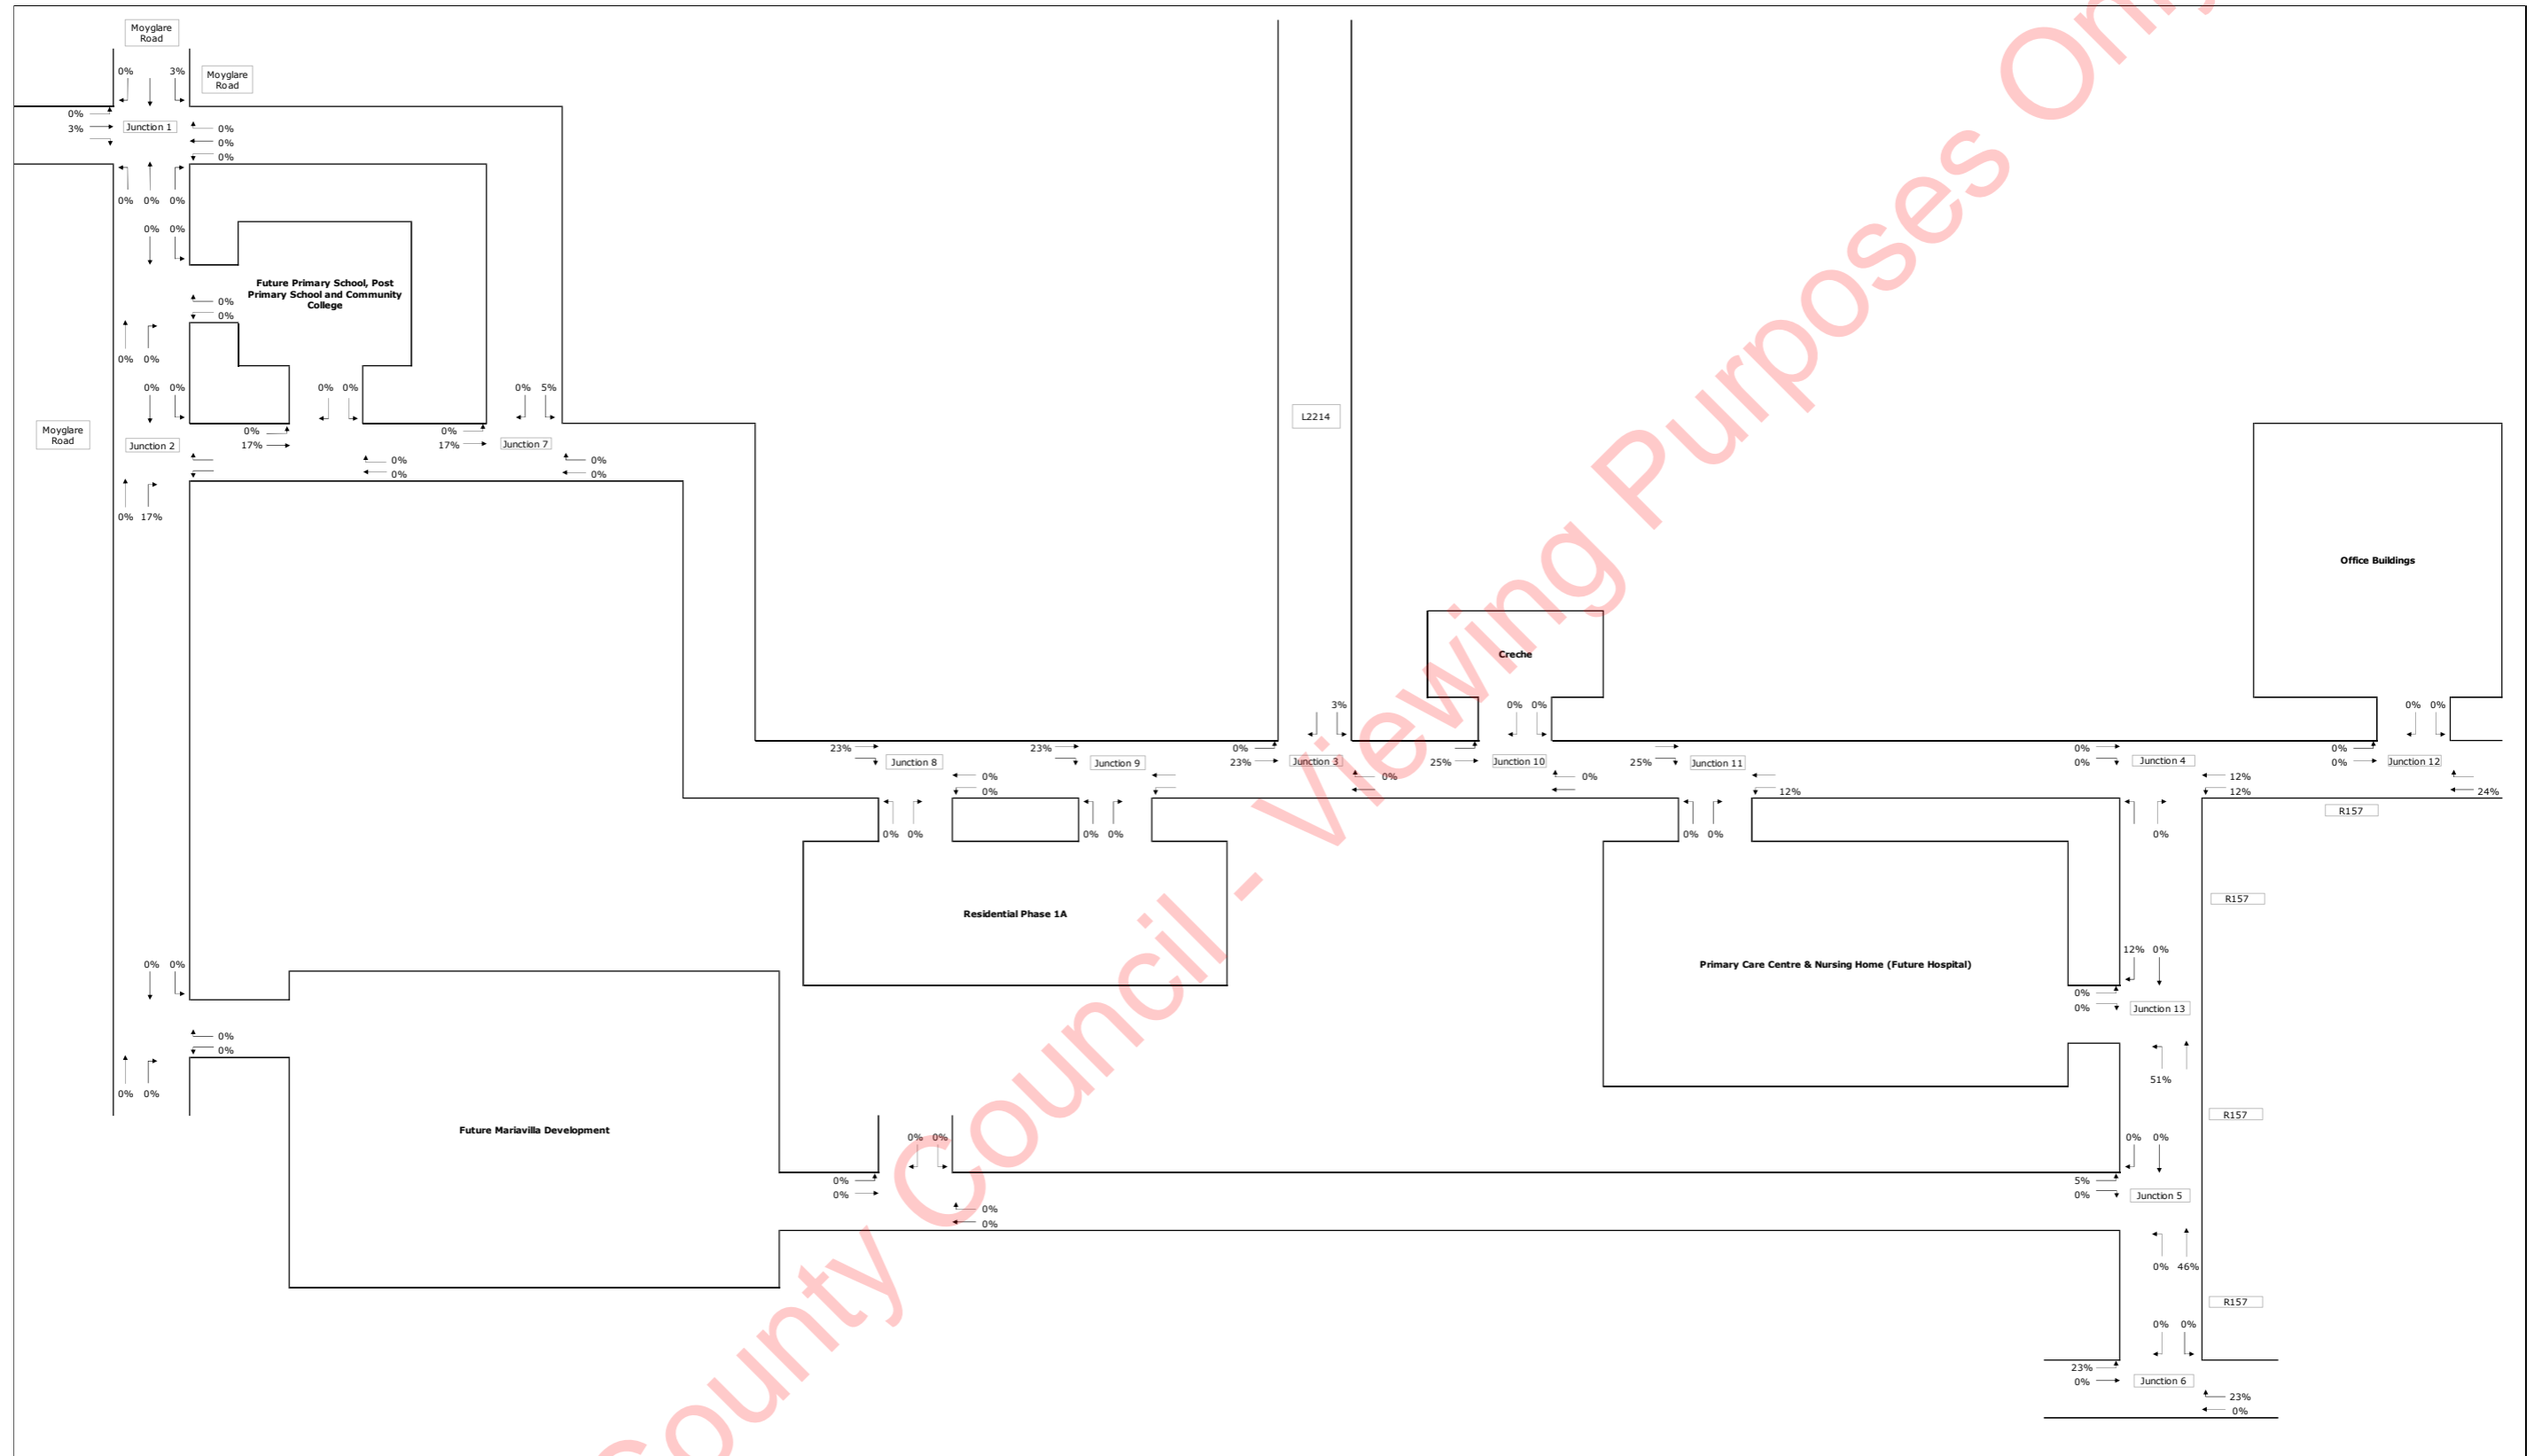 Moyglare
Road
0% 3%
Moyglare
Road
0%
3%
Junction 1
0%
0%
0%
0% 0% 0%
0% 0%
Future Primary School, Post
Primary School and Community
College
0%
0%
0% 0%
0% 0%
0% 0%
0% 5%
Moyglare
Road
Junction 2
0%
17%
0%
17%
Junction 7
0%
0%
0%
0%
0% 17%
L2214
Office Buildings
Creche
3%
0% 0%
0% 0%
23%
Junction 8
23%
Junction 9
0%
23%
Junction 3
25%
Junction 10
25%
Junction 11
0%
0%
Junction 4
0%
0%
Junction 12
0%
0%
0%
0%
12%
12%
12%
24%
R157
0% 0%
0% 0%
0% 0%
0%
Residential Phase 1A
R157
Primary Care Centre & Nursing Home (Future Hospital)
12% 0%
0% 0%
0%
0%
Junction 13
0%
0%
0% 0%
51%
Future Mariavilla Development
R157
0% 0%
0% 0%
0%
0%
5%
0%
Junction 5
0%
0%
0% 46%
R157
0% 0%
23%
0%
Junction 6
23%
0%
County Council - Viewing Purposes Only